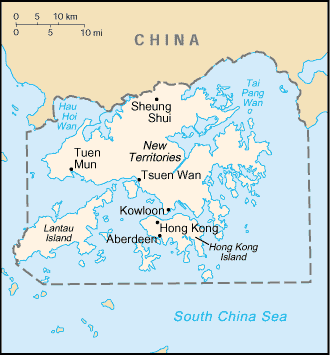 0 5 10 km
0 5 10 mi
CHINA
Tai
Pang
Wan
Hau
Hoi
Wan
Sheung
Shui
New
Territories
Tuen
Mun
Tsuen Wan
Kowloon
Lantau
Island
Hong Kong
Aberdeen
Hong Kong
Island
South China Sea